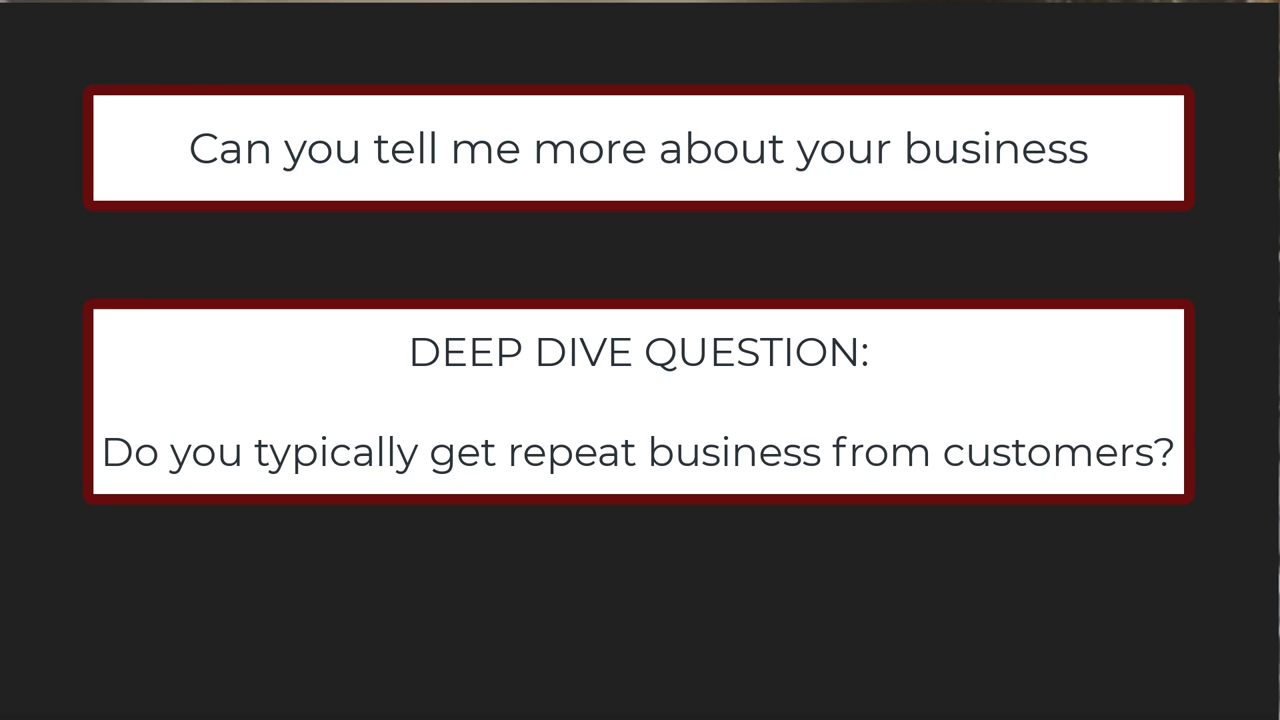 Can you tell me more about your business
DEEP DIVE QUESTION:
Do you typically get repeat business from customers?